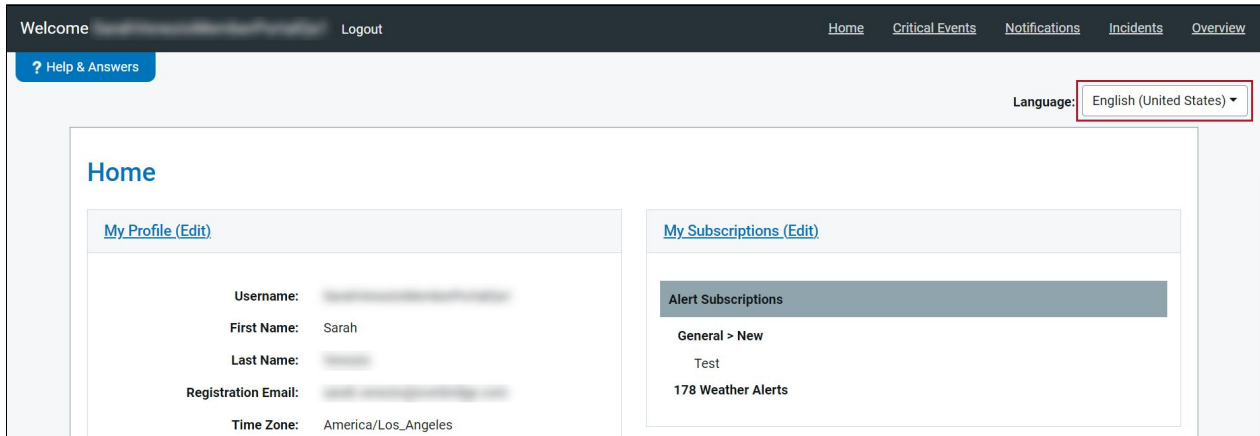 Welcome Logout Home Critical Events Notifications Incidents Overview
? Help & Answers
Language: English (United States)
Home
My Profile (Edit)
Username:
First Name: Sarah
Last Name:
Registration Email:
Time Zone: America/Los_Angeles
My Subscriptions (Edit)
Alert Subscriptions
General > New
Test
178 Weather Alerts